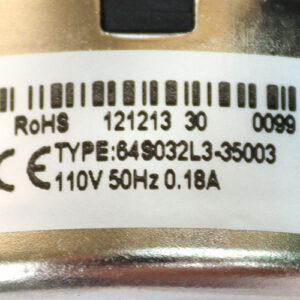 RoHS 121213 30 0099
CE TYPE:64S032L3-35003
110V 50Hz 0.18A